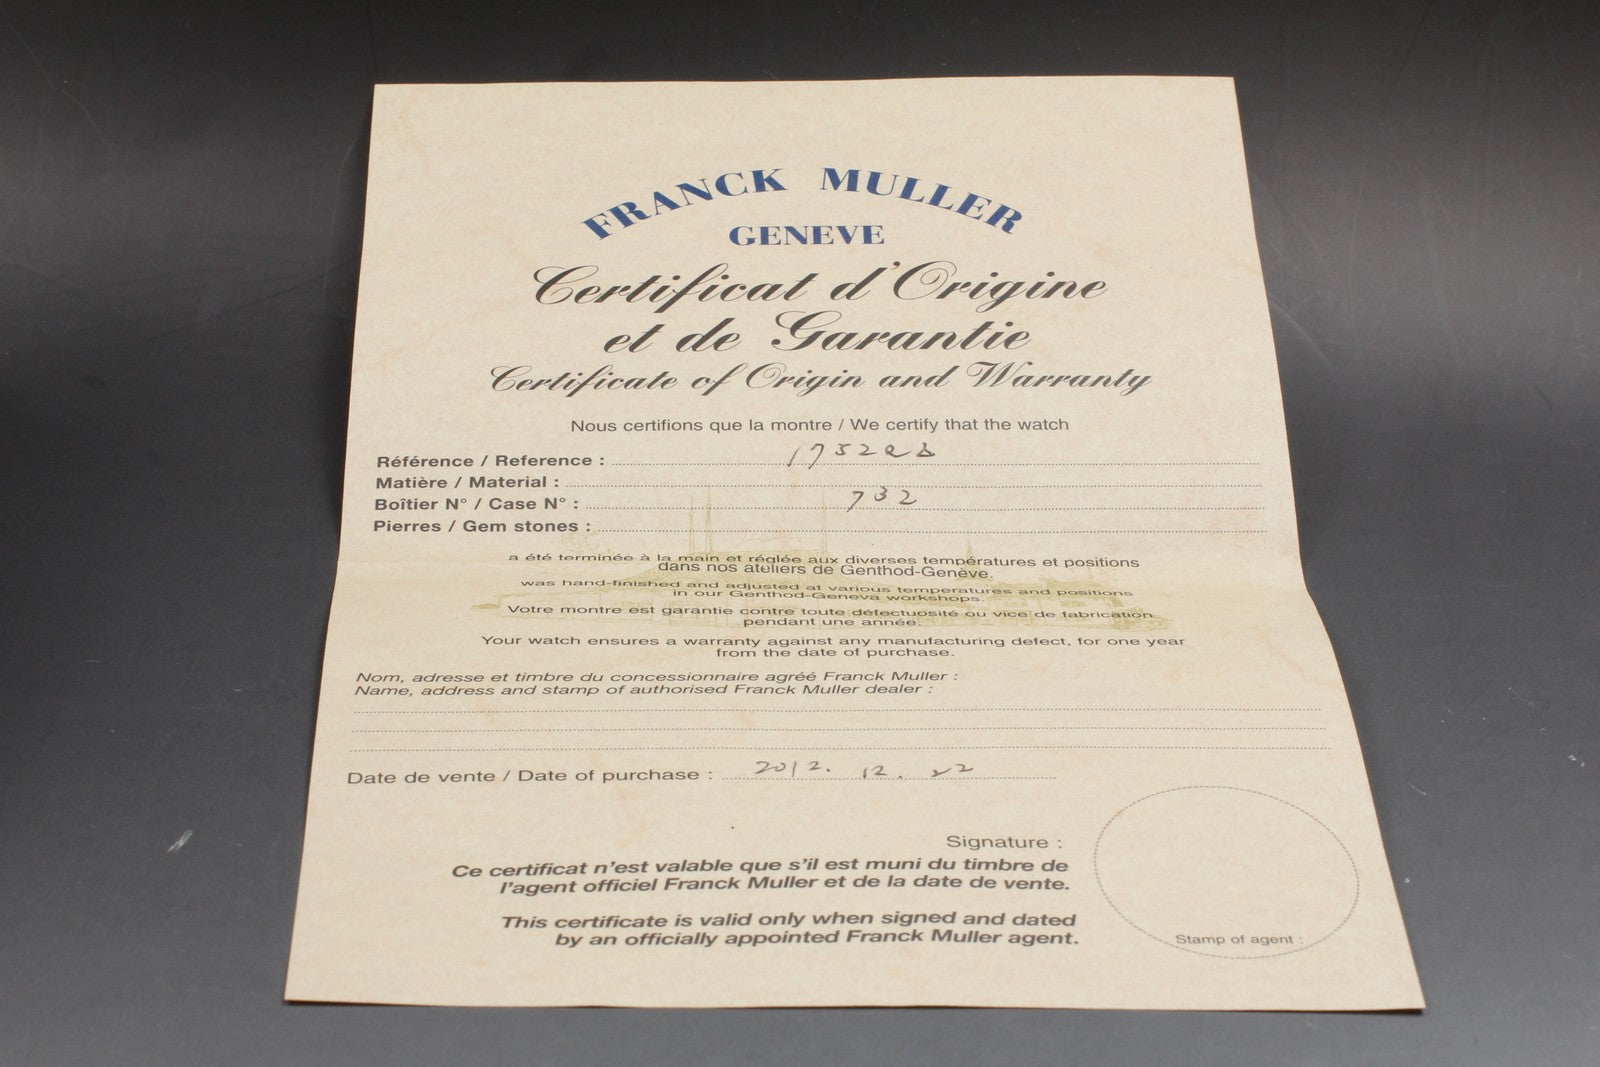 FRANCK MULLER
GENEVE
Certificat d'Origine
et de Garantie
Certificate of Origin and Warranty
Nous certifions que la montre / We certify that the watch
Référence / Reference : 1752QZ
Matière / Material :
Boîtier N° / Case N° : 732
Pierres / Gem stones :
a été terminée à la main et réglée aux diverses températures et positions
dans nos ateliers de Genthod-Genève.
was hand-finished and adjusted at various temperatures and positions
in our Genthod-Geneva workshops.
Votre montre est garantie contre toute défectuosité ou vice de fabrication
pendant une année.
Your watch ensures a warranty against any manufacturing defect, for one year
from the date of purchase.
Nom, adresse et timbre du concessionnaire agréé Franck Muller :
Name, address and stamp of authorised Franck Muller dealer :
Date de vente / Date of purchase : 2012. 12. 22
Signature :
Ce certificat n'est valable que s'il est muni du timbre de
l'agent officiel Franck Muller et de la date de vente.
This certificate is valid only when signed and dated
by an officially appointed Franck Muller agent.
Stamp of agent :